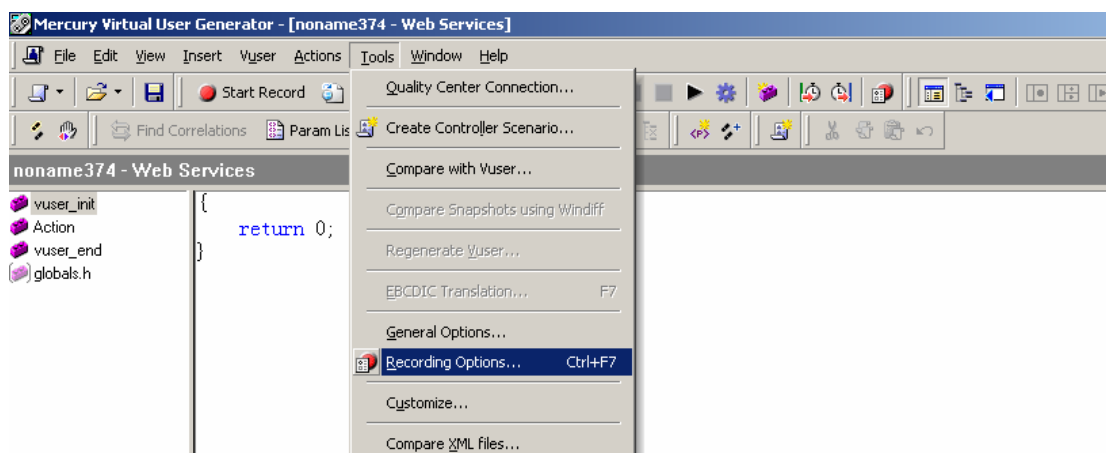 Mercury Virtual User Generator - [noname374 - Web Services]
File Edit View Insert Vuser Actions Tools Window Help
Start Record
Find Correlations Param Lis
noname374 - Web Services
vuser_init
Action
vuser_end
globals.h
{
return 0;
}
Quality Center Connection...
Create Controller Scenario...
Compare with Vuser...
Compare Snapshots using Windiff
Regenerate Vuser...
EBCDIC Translation... F7
General Options...
Recording Options... Ctrl+F7
Customize...
Compare XML files...
<P>